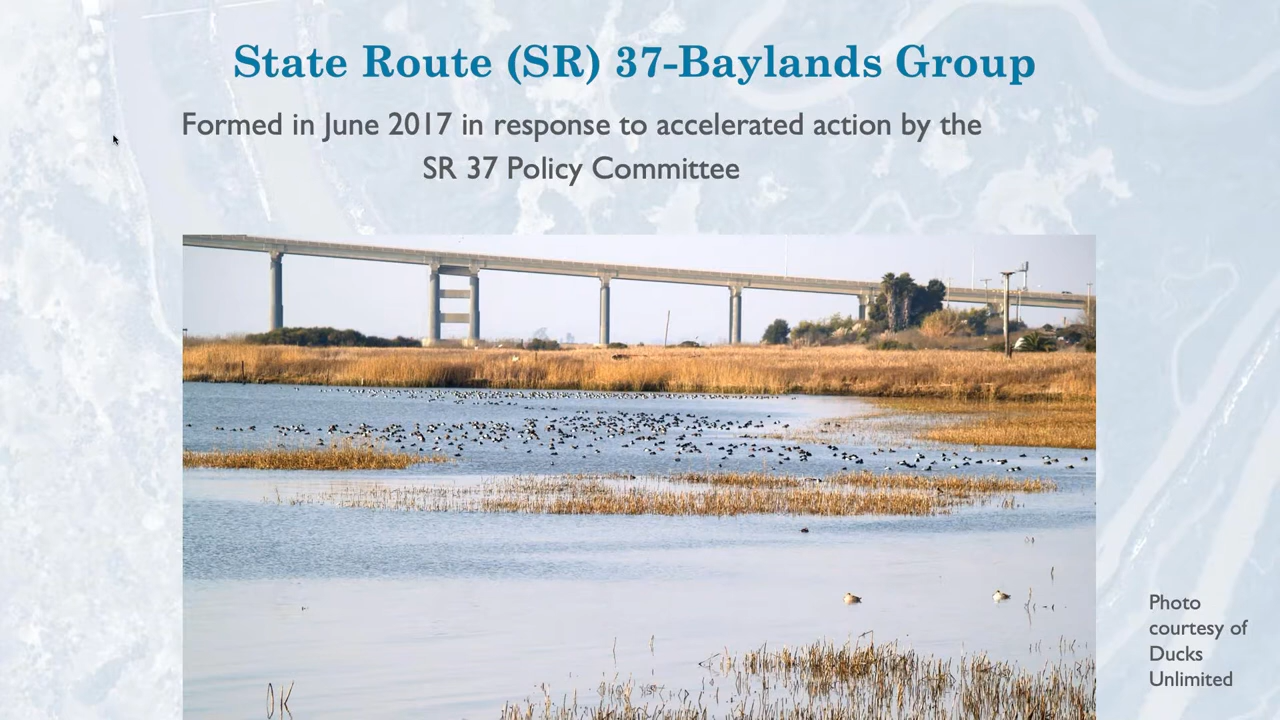 State Route (SR) 37-Baylands Group
Formed in June 2017 in response to accelerated action by the
SR 37 Policy Committee
Photo
courtesy of
Ducks
Unlimited